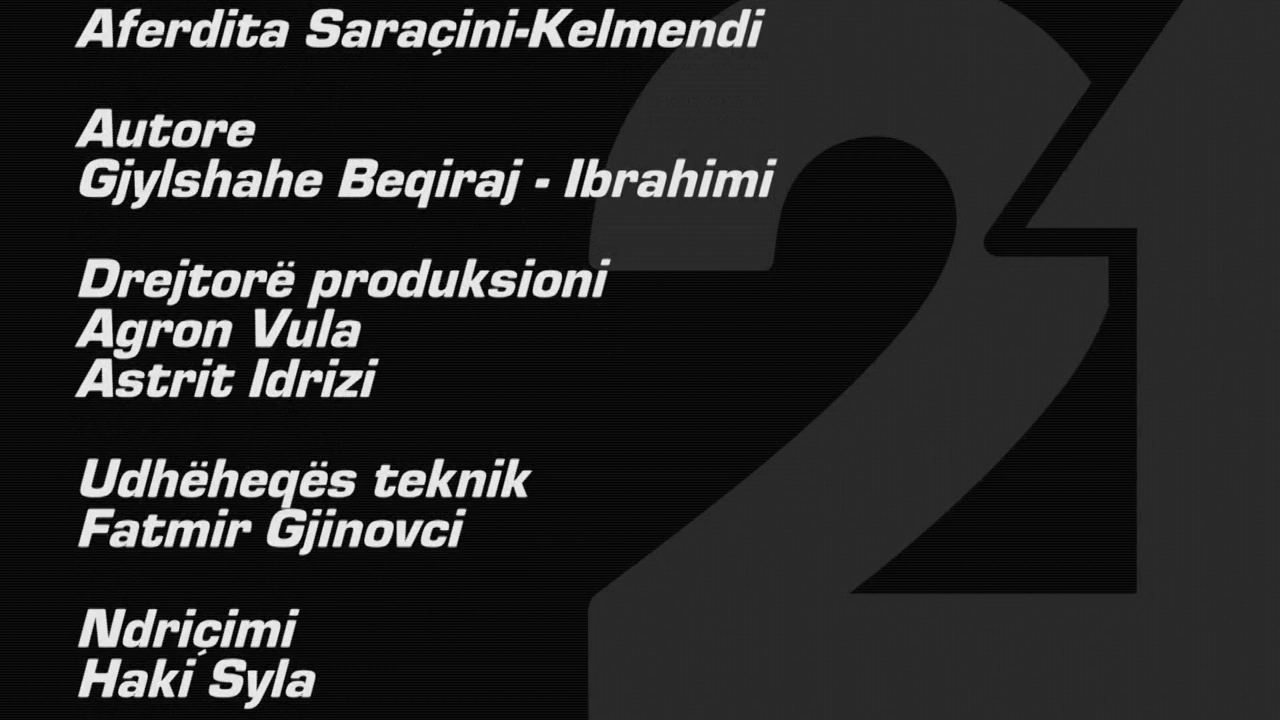 Aferdita Saraçini-Kelmendi
Autore
Gjylshahe Beqiraj - Ibrahimi
Drejtorë produksioni
Agron Vula
Astrit Idrizi
Udhëheqës teknik
Fatmir Gjinovci
Ndriçimi
Haki Syla
21